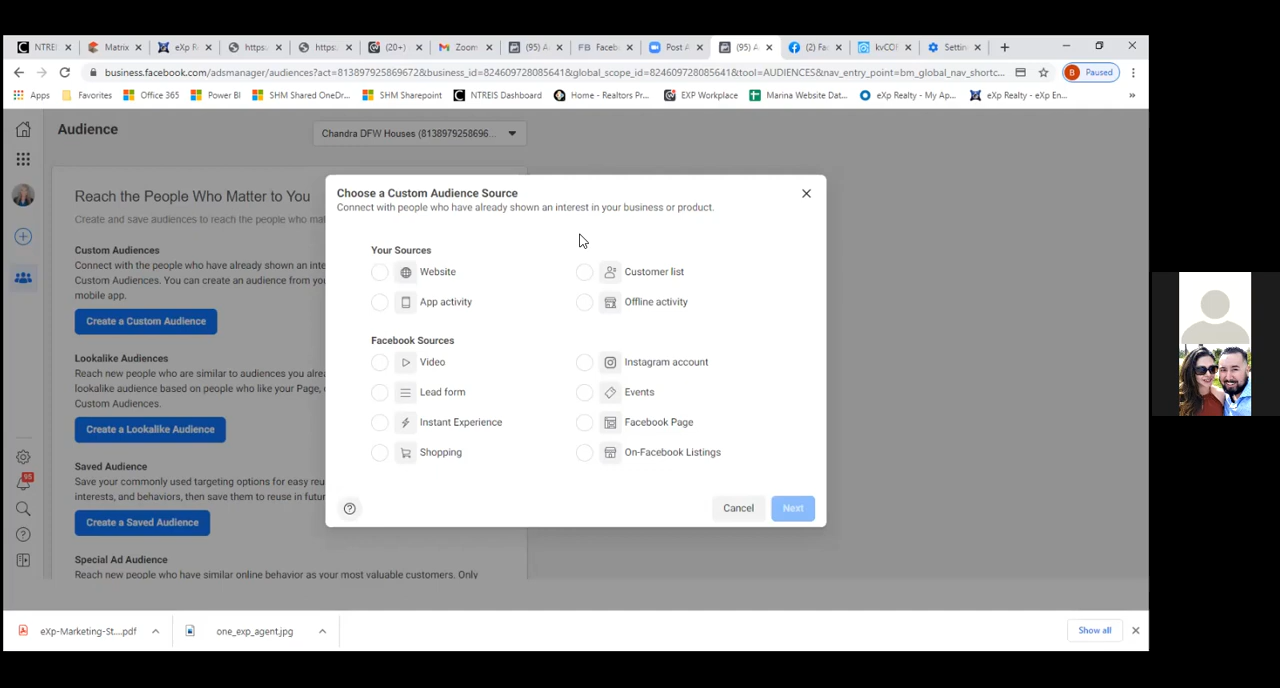 NTRE
Matrix
eXp R
https:
https:
(20+)
Zoom
(95) A
Faceb
Post A
(95) A
(2) Fa
kvCO
Settin
business.facebook.com/adsmanager/audiences?act=813897925869672&business_id=824609728085641&global_scope_id=824609728085641&tool=AUDIENCES&nav_entry_point=bm_global_nav_shortc...
B Paused
Apps
Favorites
Office 365
Power BI
SHM Shared OneDr...
SHM Sharepoint
NTREIS Dashboard
Home - Realtors Pr...
EXP Workplace
Marina Website Dat...
eXp Realty - My Ap...
eXp Realty - eXp En...
Audience
Chandra DFW Houses (8138979258696...
Reach the People Who Matter to You
Create and save audiences to reach the people who mat
Custom Audiences
Connect with the people who have already shown an inte
Custom Audiences. You can create an audience from you
mobile app.
Create a Custom Audience
Lookalike Audiences
Reach new people who are similar to audiences you alrea
lookalike audience based on people who like your Page,
Custom Audiences.
Create a Lookalike Audience
Saved Audience
Save your commonly used targeting options for easy reu
interests, and behaviors, then save them to reuse in futur
Create a Saved Audience
Special Ad Audience
Reach new people who have similar online behavior as your most valuable customers. Only
Choose a Custom Audience Source
Connect with people who have already shown an interest in your business or product.
Your Sources
Website
Customer list
App activity
Offline activity
Facebook Sources
Video
Instagram account
Lead form
Events
Instant Experience
Facebook Page
Shopping
On-Facebook Listings
Cancel
Next
eXp-Marketing-St....pdf
one_exp_agent.jpg
Show all